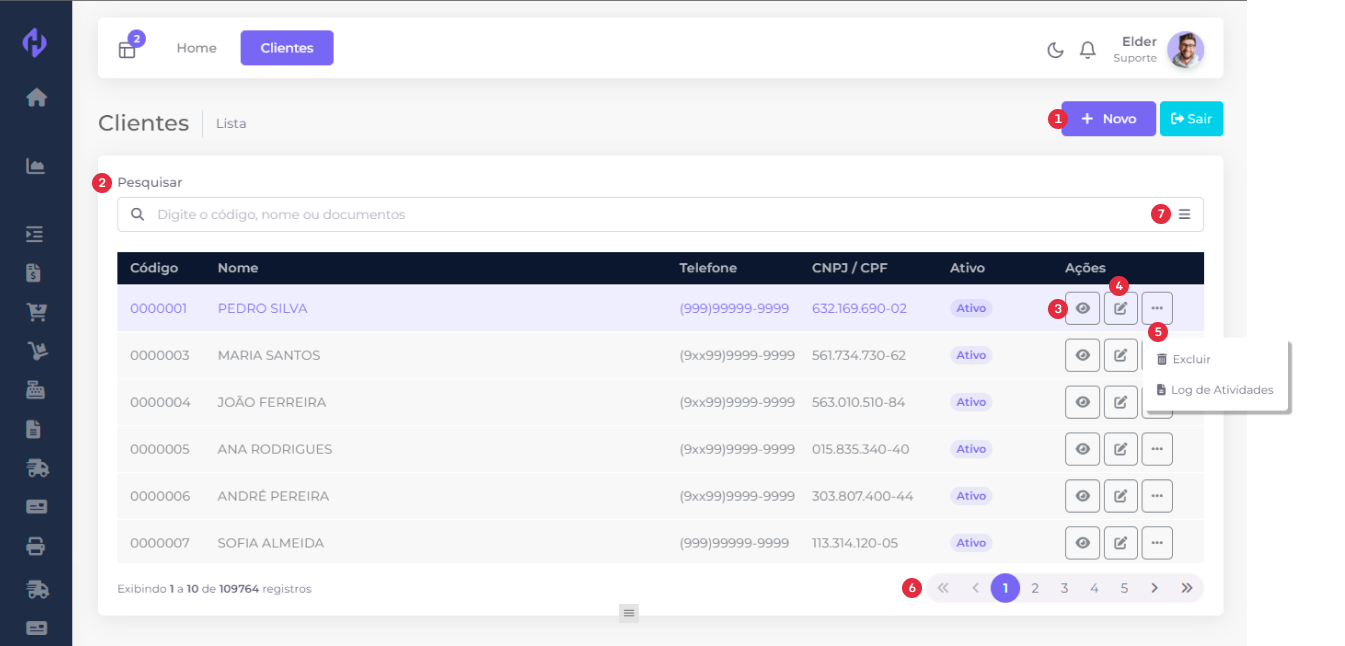 2
Home
Clientes
Elder
Suporte
Clientes
Lista
1
+ Novo
Sair
2
Pesquisar
Digite o código, nome ou documentos
7
Código Nome Telefone CNPJ / CPF Ativo Ações
4
0000001 PEDRO SILVA (999)99999-9999 632.169.690-02 Ativo
3
5
0000003 MARIA SANTOS (9xx99)9999-9999 561.734.730-62 Ativo
Excluir
Log de Atividades
0000004 JOÃO FERREIRA (9xx99)9999-9999 563.010.510-84 Ativo
0000005 ANA RODRIGUES (9xx99)9999-9999 015.835.340-40 Ativo
0000006 ANDRÉ PEREIRA (9xx99)9999-9999 303.807.400-44 Ativo
0000007 SOFIA ALMEIDA (999)99999-9999 113.314.120-05 Ativo
Exibindo 1 a 10 de 109764 registros
6
« ‹ 1 2 3 4 5 › »